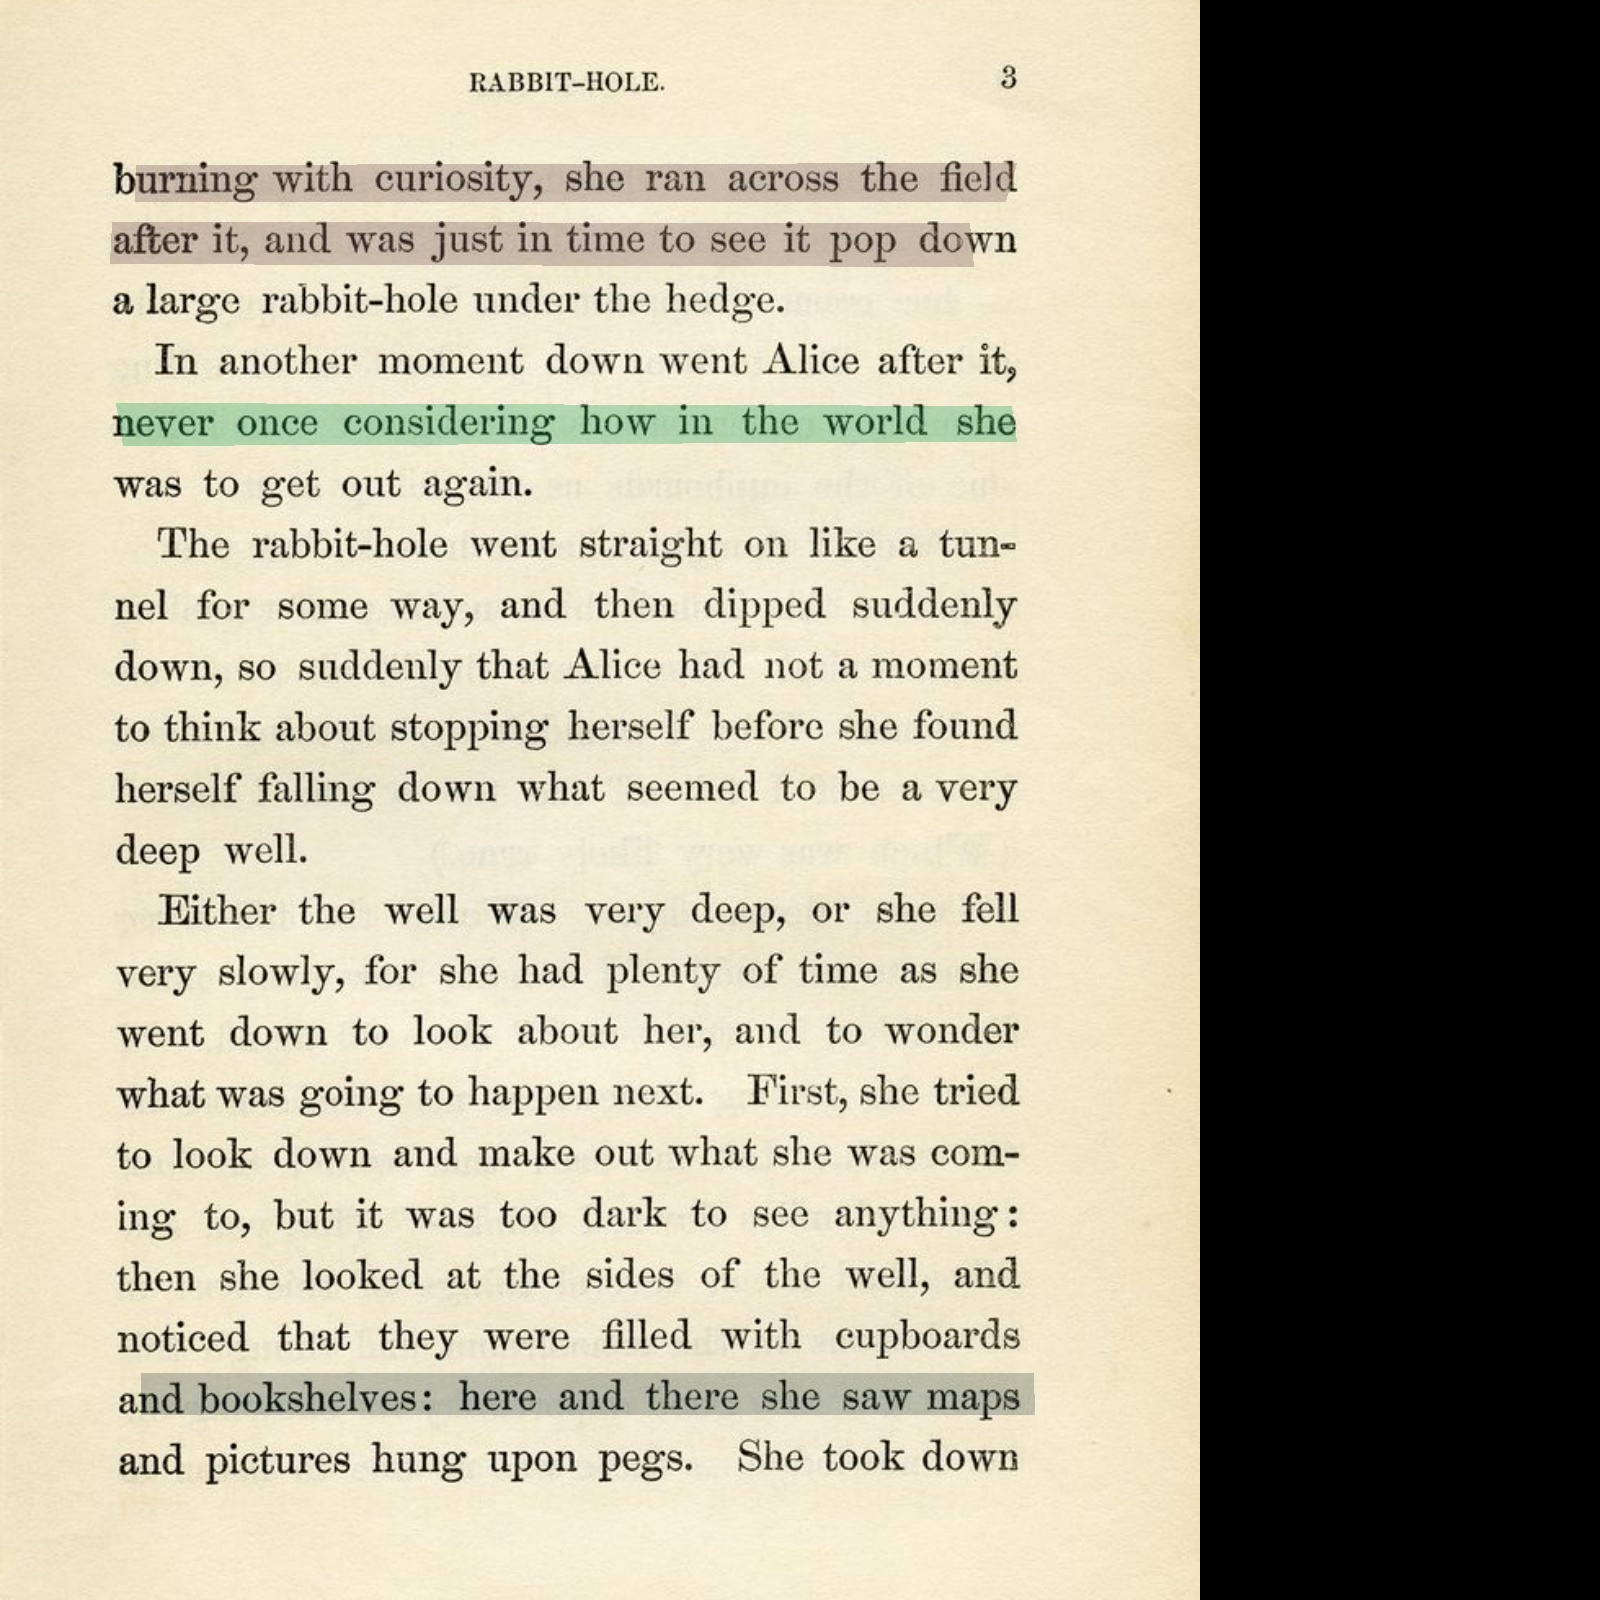 RABBIT-HOLE. 3
burning with curiosity, she ran across the field
after it, and was just in time to see it pop down
a large rabbit-hole under the hedge.
In another moment down went Alice after it,
never once considering how in the world she
was to get out again.
The rabbit-hole went straight on like a tun-
nel for some way, and then dipped suddenly
down, so suddenly that Alice had not a moment
to think about stopping herself before she found
herself falling down what seemed to be a very
deep well.
Either the well was very deep, or she fell
very slowly, for she had plenty of time as she
went down to look about her, and to wonder
what was going to happen next. First, she tried
to look down and make out what she was com-
ing to, but it was too dark to see anything:
then she looked at the sides of the well, and
noticed that they were filled with cupboards
and bookshelves: here and there she saw maps
and pictures hung upon pegs. She took down